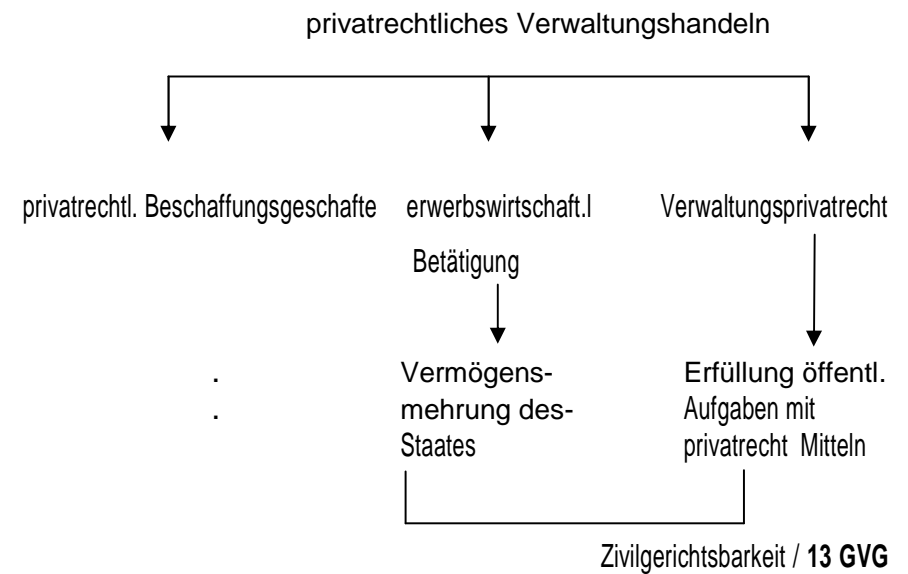 privatrechtliches Verwaltungshandeln
privatrechtl. Beschaffungsgeschafte erwerbswirtschaft.l Verwaltungsprivatrecht
Betätigung
. Vermögens- Erfüllung öffentl.
. mehrung des- Aufgaben mit
Staates privatrecht Mitteln
Zivilgerichtsbarkeit / 13 GVG